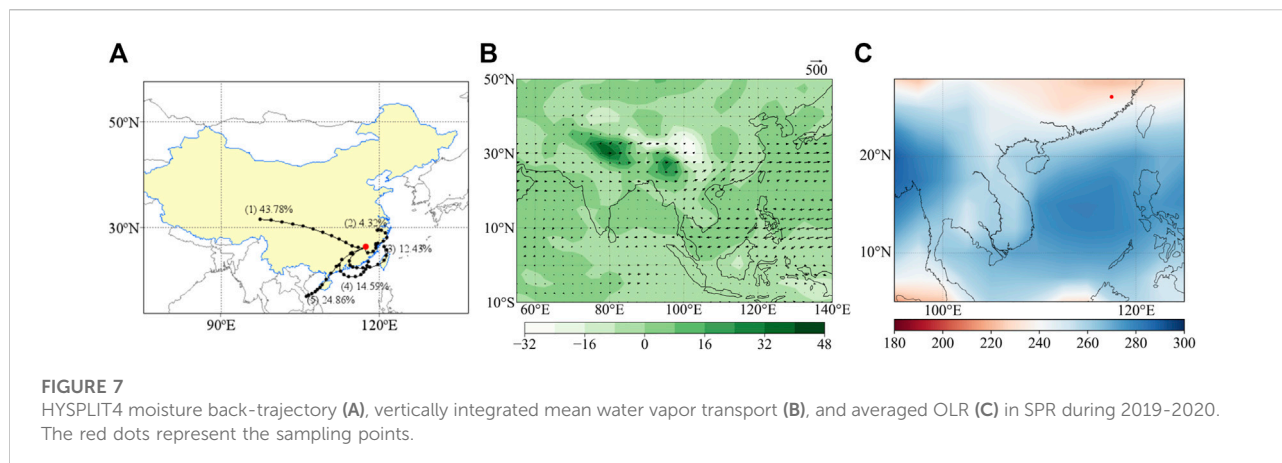 A
B
C
500
50°N
30°N
90°E
120°E
(1) 43.78%
(2) 4.32%
(3) 12.43%
(4) 14.59%
(5) 24.86%
50°N
30°N
10°N
10°S
60°E
80°E
100°E
120°E
140°E
−32
−16
0
16
32
48
20°N
10°N
100°E
120°E
180
200
220
240
260
280
300
FIGURE 7
HYSPLIT4 moisture back-trajectory (A), vertically integrated mean water vapor transport (B), and averaged OLR (C) in SPR during 2019-2020.
The red dots represent the sampling points.